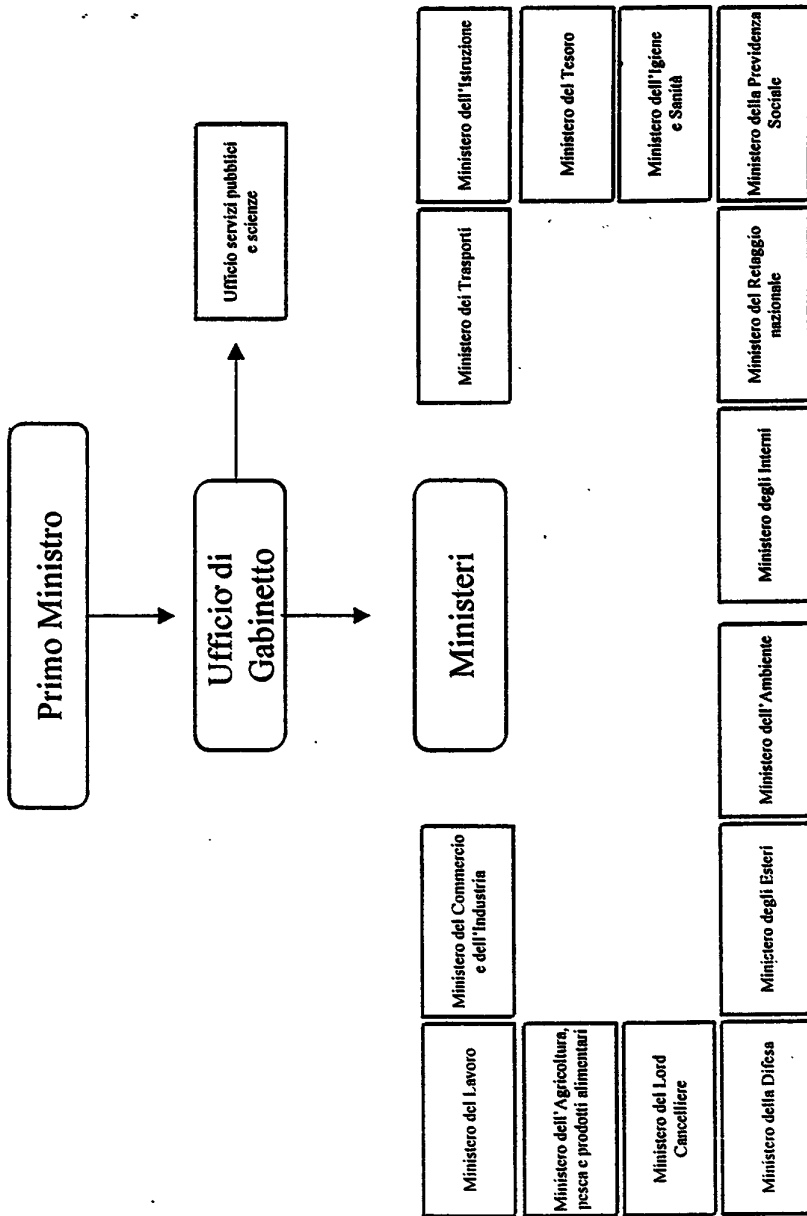 Primo Ministro
Ufficio di
Gabinetto
Ufficio servizi pubblici
e scienze
Ministeri
Ministero del Lavoro
Ministero del Commercio
e dell'Industria
Ministero dei Trasporti
Ministero dell'Istruzione
Ministero dell'Agricoltura,
pesca e prodotti alimentari
Ministero del Tesoro
Ministero del Lord
Cancelliere
Ministero dell'Igiene
e Sanità
Ministero della Difesa
Ministero degli Esteri
Ministero dell'Ambiente
Ministero degli Interni
Ministero del Retaggio
nazionale
Ministero della Previdenza
Sociale